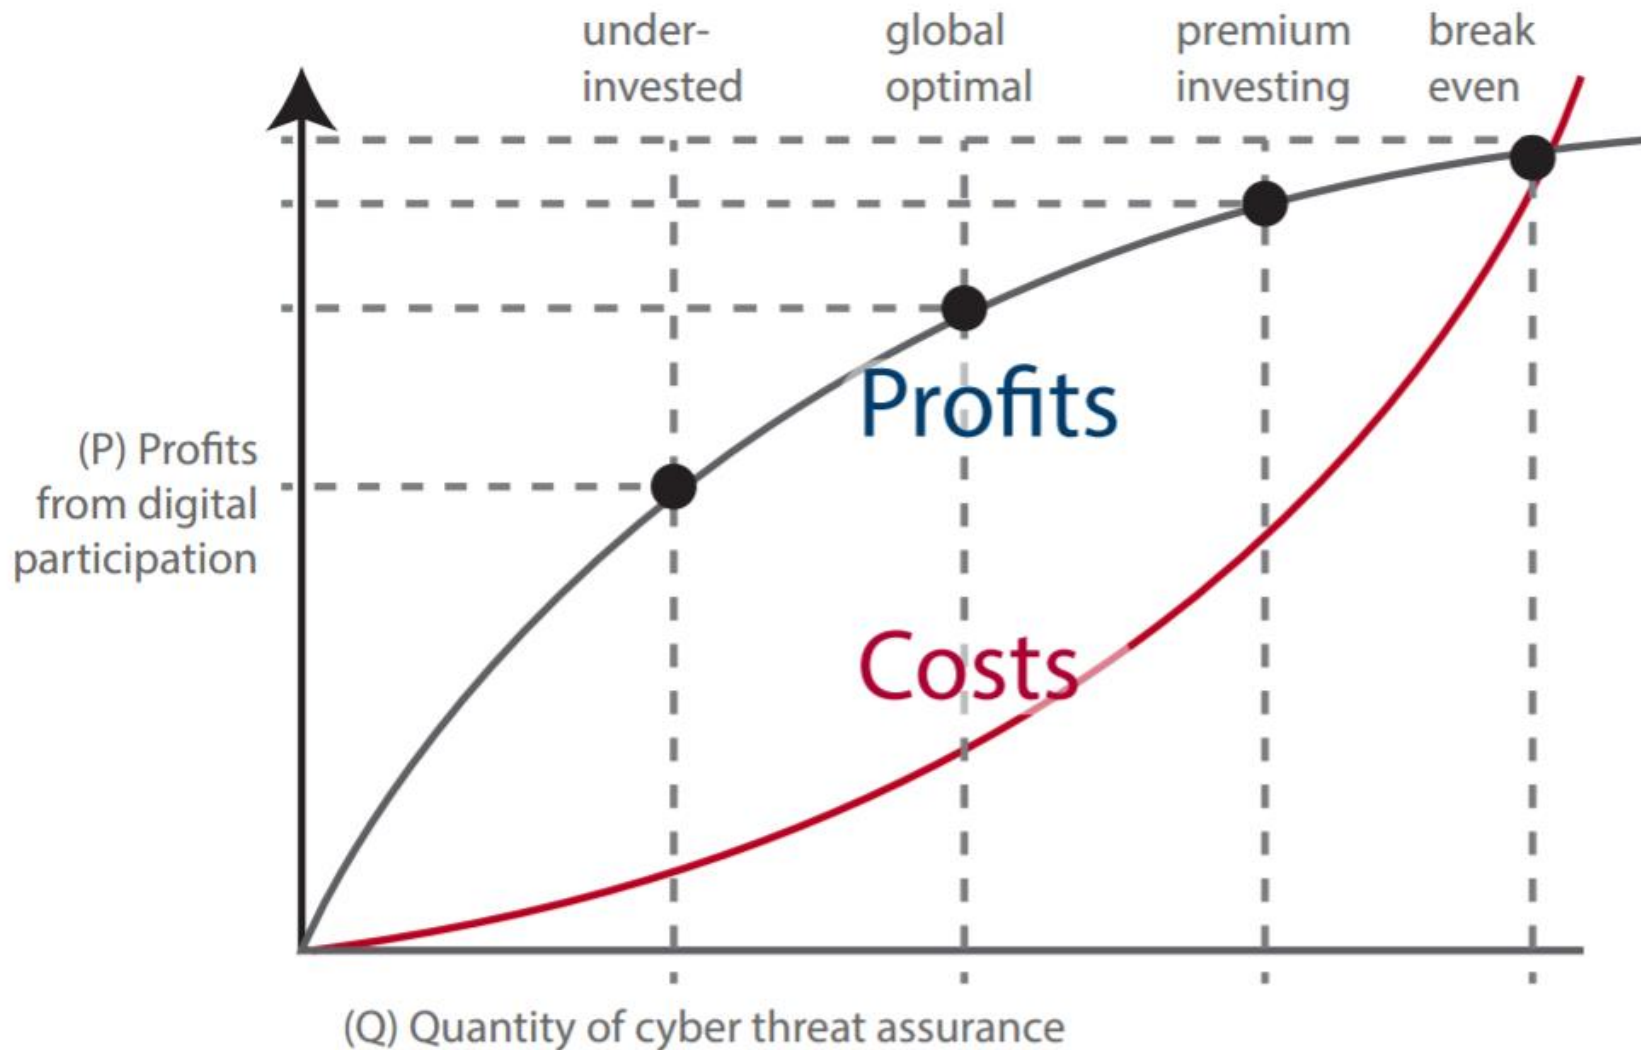 under-
invested
global
optimal
premium
investing
break
even
(P) Profits
from digital
participation
Profits
Costs
(Q) Quantity of cyber threat assurance